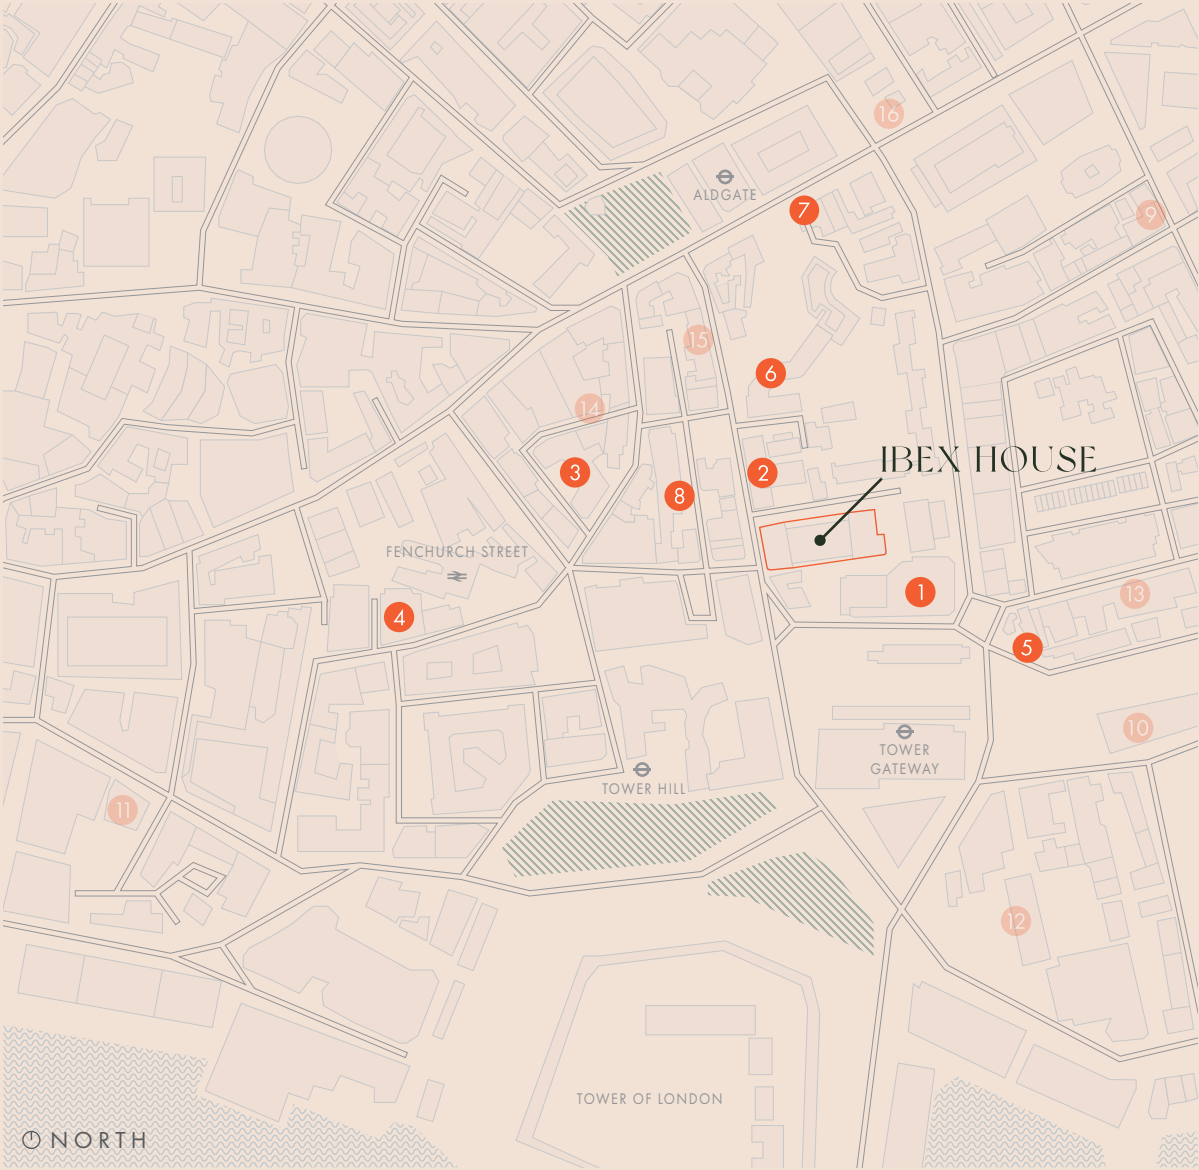 16
ALDGATE
7
9
15
6
14
IBEX HOUSE
3
2
8
FENCHURCH STREET
1
13
4
5
10
TOWER
GATEWAY
TOWER HILL
11
12
TOWER OF LONDON
NORTH